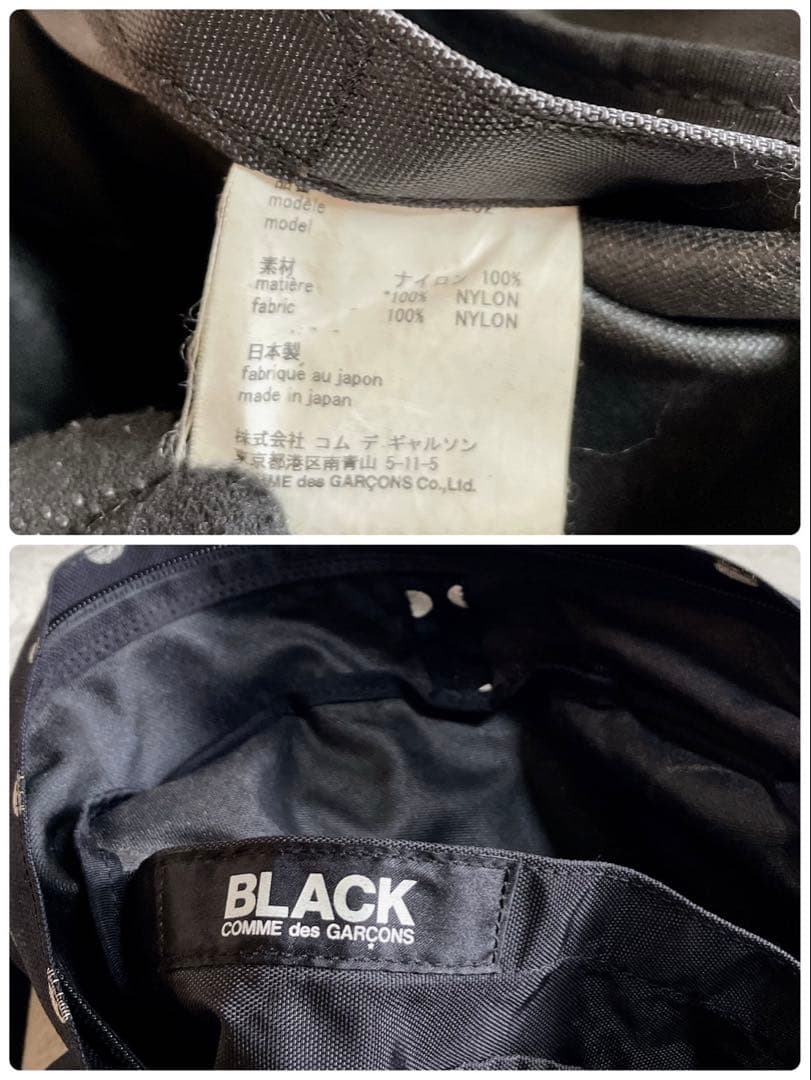 modèle
model
素材 ナイロン 100%
matière *100% NYLON
fabric 100% NYLON
日本製
fabriqué au japon
made in japan
株式会社 コム デ ギャルソン
東京都港区南青山 5-11-5
des GARÇONS Co.,Ltd.
BLACK
COMME des GARÇONS